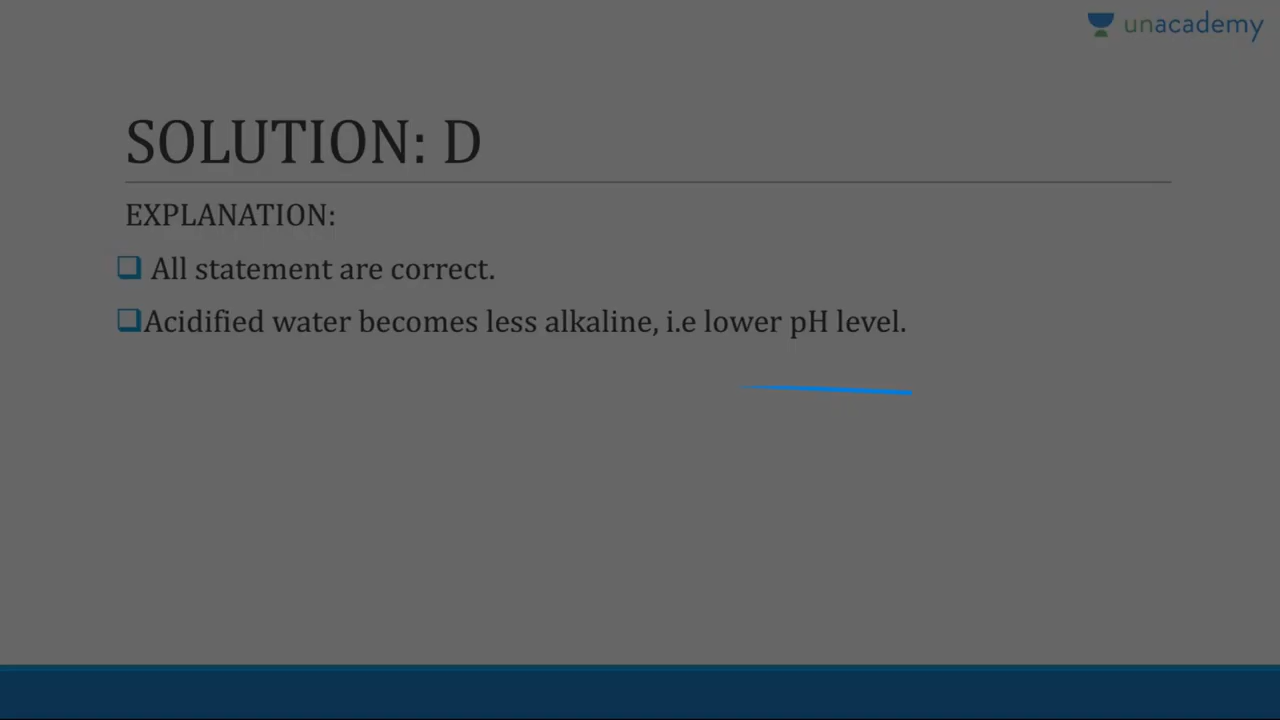 unacademy
SOLUTION: D
EXPLANATION:
All statement are correct.
Acidified water becomes less alkaline, i.e lower pH level.